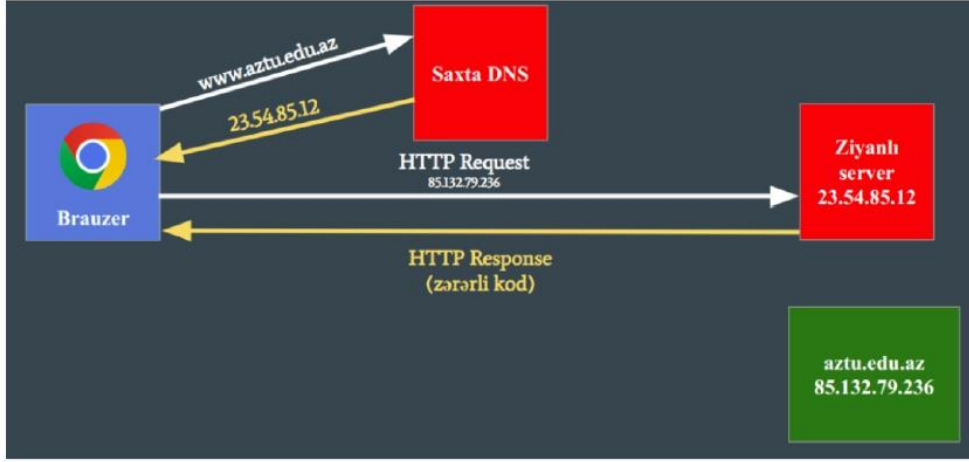 www.aztu.edu.az
Saxta DNS
23.54.85.12
Brauzer
HTTP Request
85.132.79.236
Ziyanlı
server
23.54.85.12
HTTP Response
(zərərli kod)
aztu.edu.az
85.132.79.236